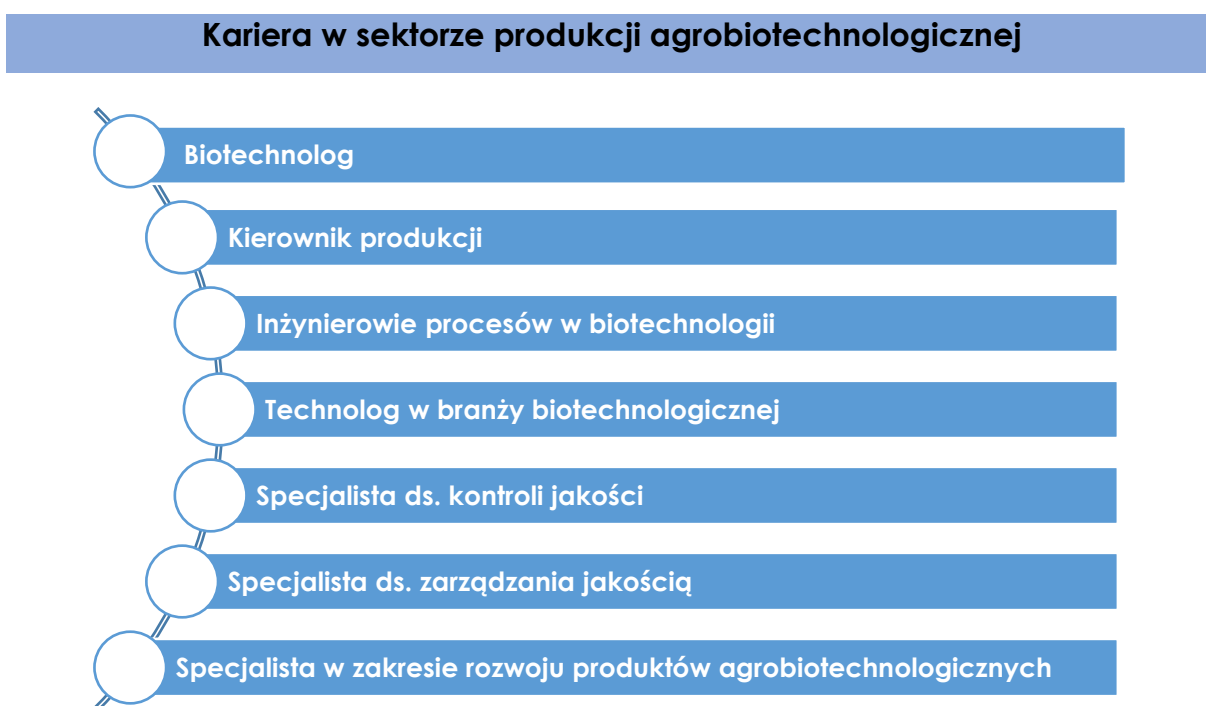 Kariera w sektorze produkcji agrobiotechnologicznej
Biotechnolog
Kierownik produkcji
Inżynierowie procesów w biotechnologii
Technolog w branży biotechnologicznej
Specjalista ds. kontroli jakości
Specjalista ds. zarządzania jakością
Specjalista w zakresie rozwoju produktów agrobiotechnologicznych